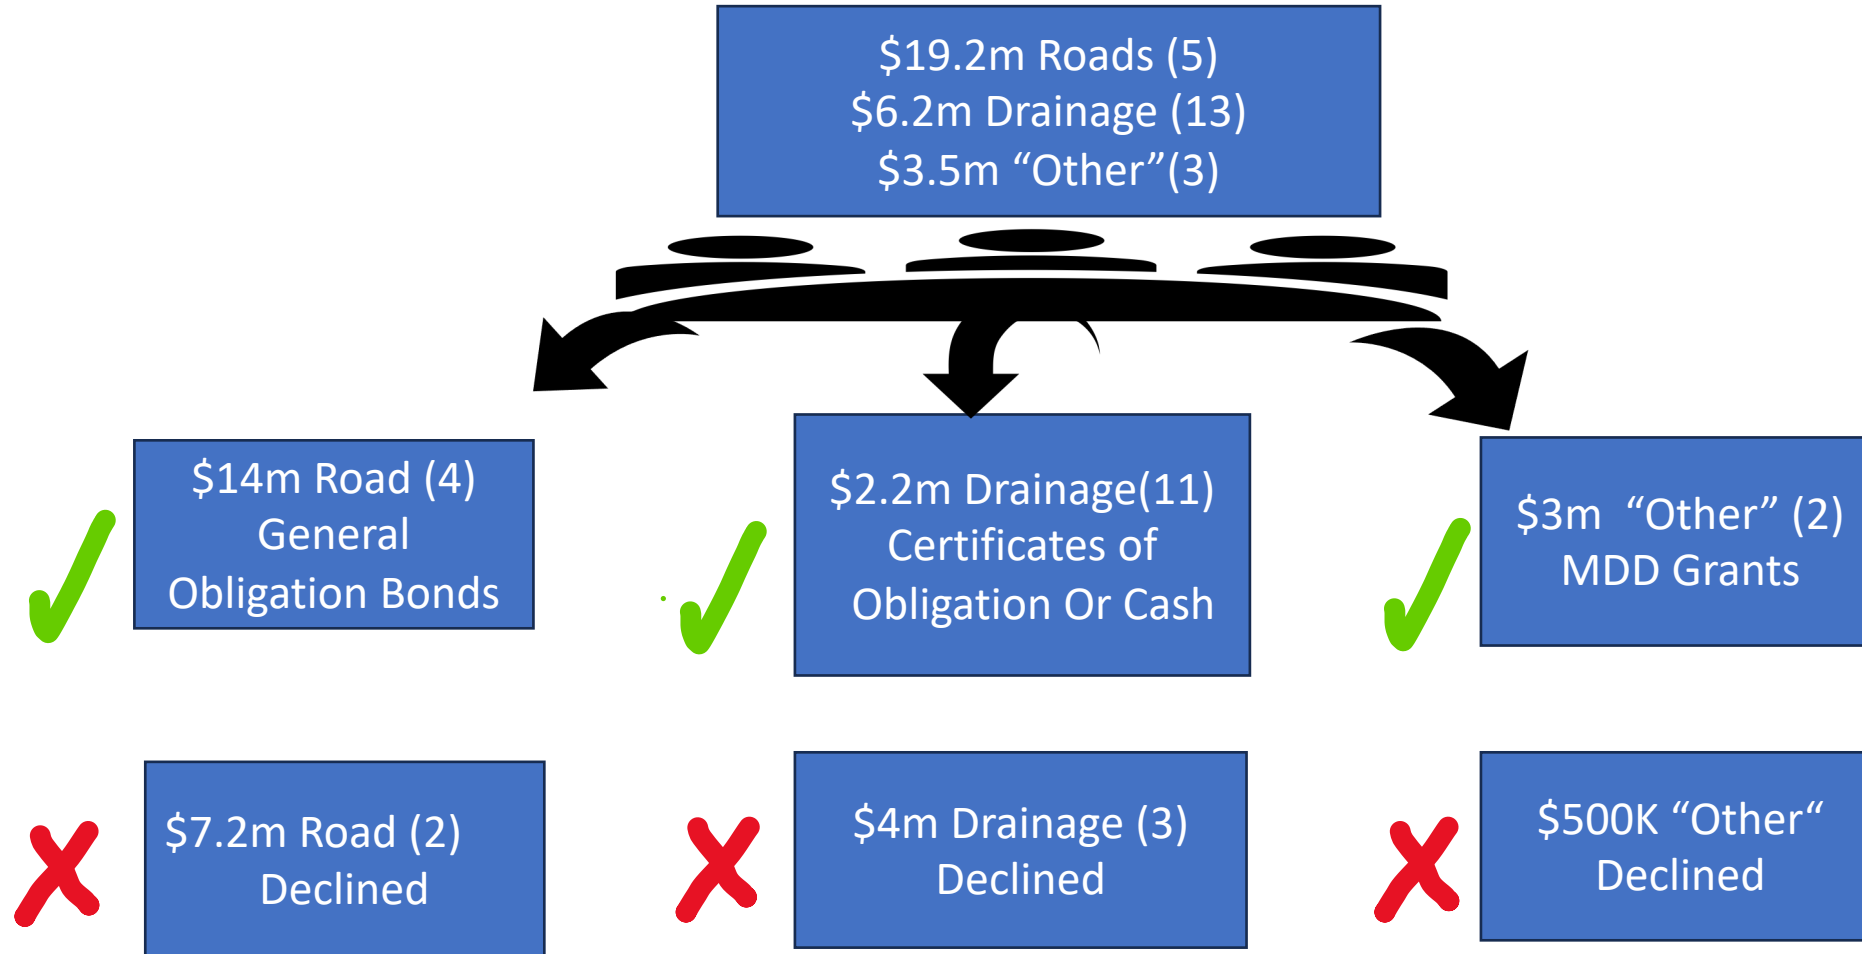 $19.2m Roads (5)
$6.2m Drainage (13)
$3.5m “Other”(3)
$14m Road (4)
General
Obligation Bonds
$2.2m Drainage(11)
Certificates of
Obligation Or Cash
$3m “Other” (2)
MDD Grants
$7.2m Road (2)
Declined
$4m Drainage (3)
Declined
$500K “Other“
Declined